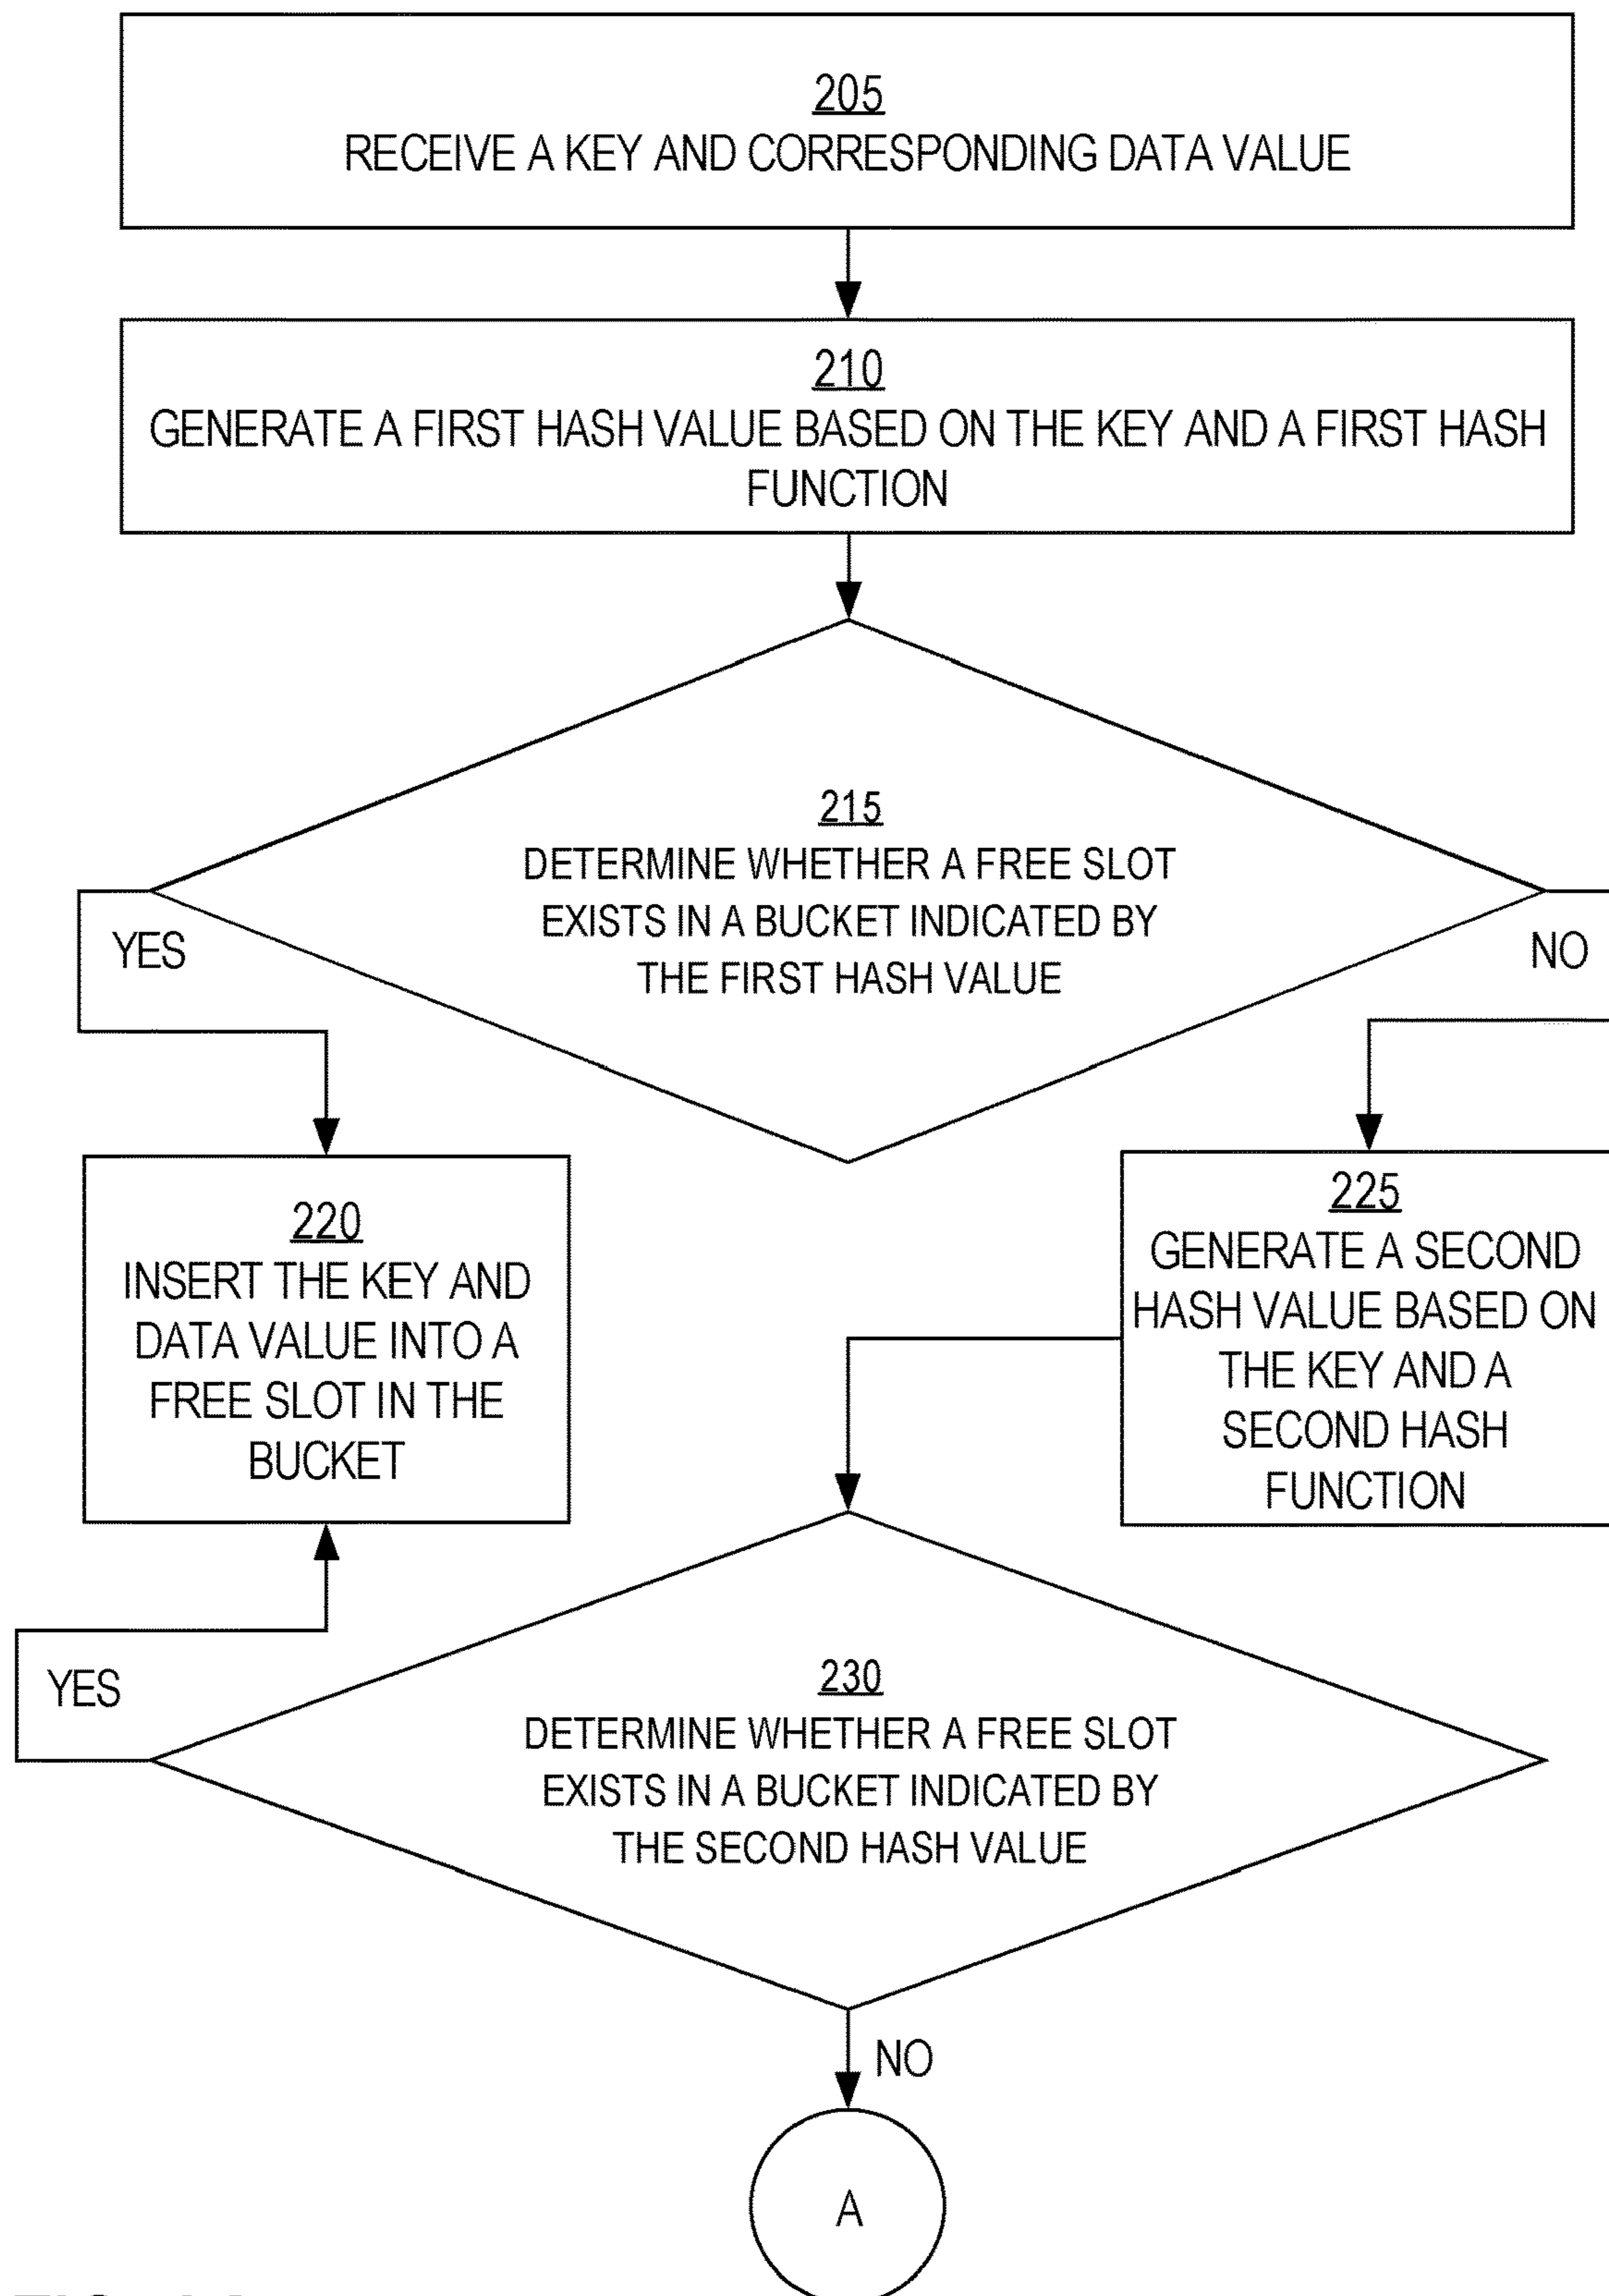 205
RECEIVE A KEY AND CORRESPONDING DATA VALUE
210
GENERATE A FIRST HASH VALUE BASED ON THE KEY AND A FIRST HASH
FUNCTION
215
DETERMINE WHETHER A FREE SLOT
EXISTS IN A BUCKET INDICATED BY
THE FIRST HASH VALUE
YES
NO
220
INSERT THE KEY AND
DATA VALUE INTO A
FREE SLOT IN THE
BUCKET
225
GENERATE A SECOND
HASH VALUE BASED ON
THE KEY AND A
SECOND HASH
FUNCTION
YES
230
DETERMINE WHETHER A FREE SLOT
EXISTS IN A BUCKET INDICATED BY
THE SECOND HASH VALUE
NO
A